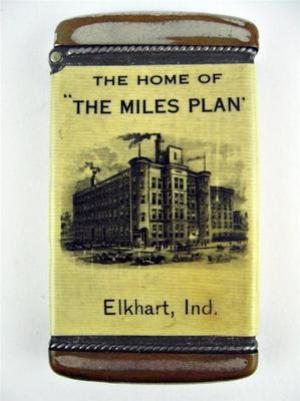 THE HOME OF
"THE MILES PLAN'
Elkhart, Ind.